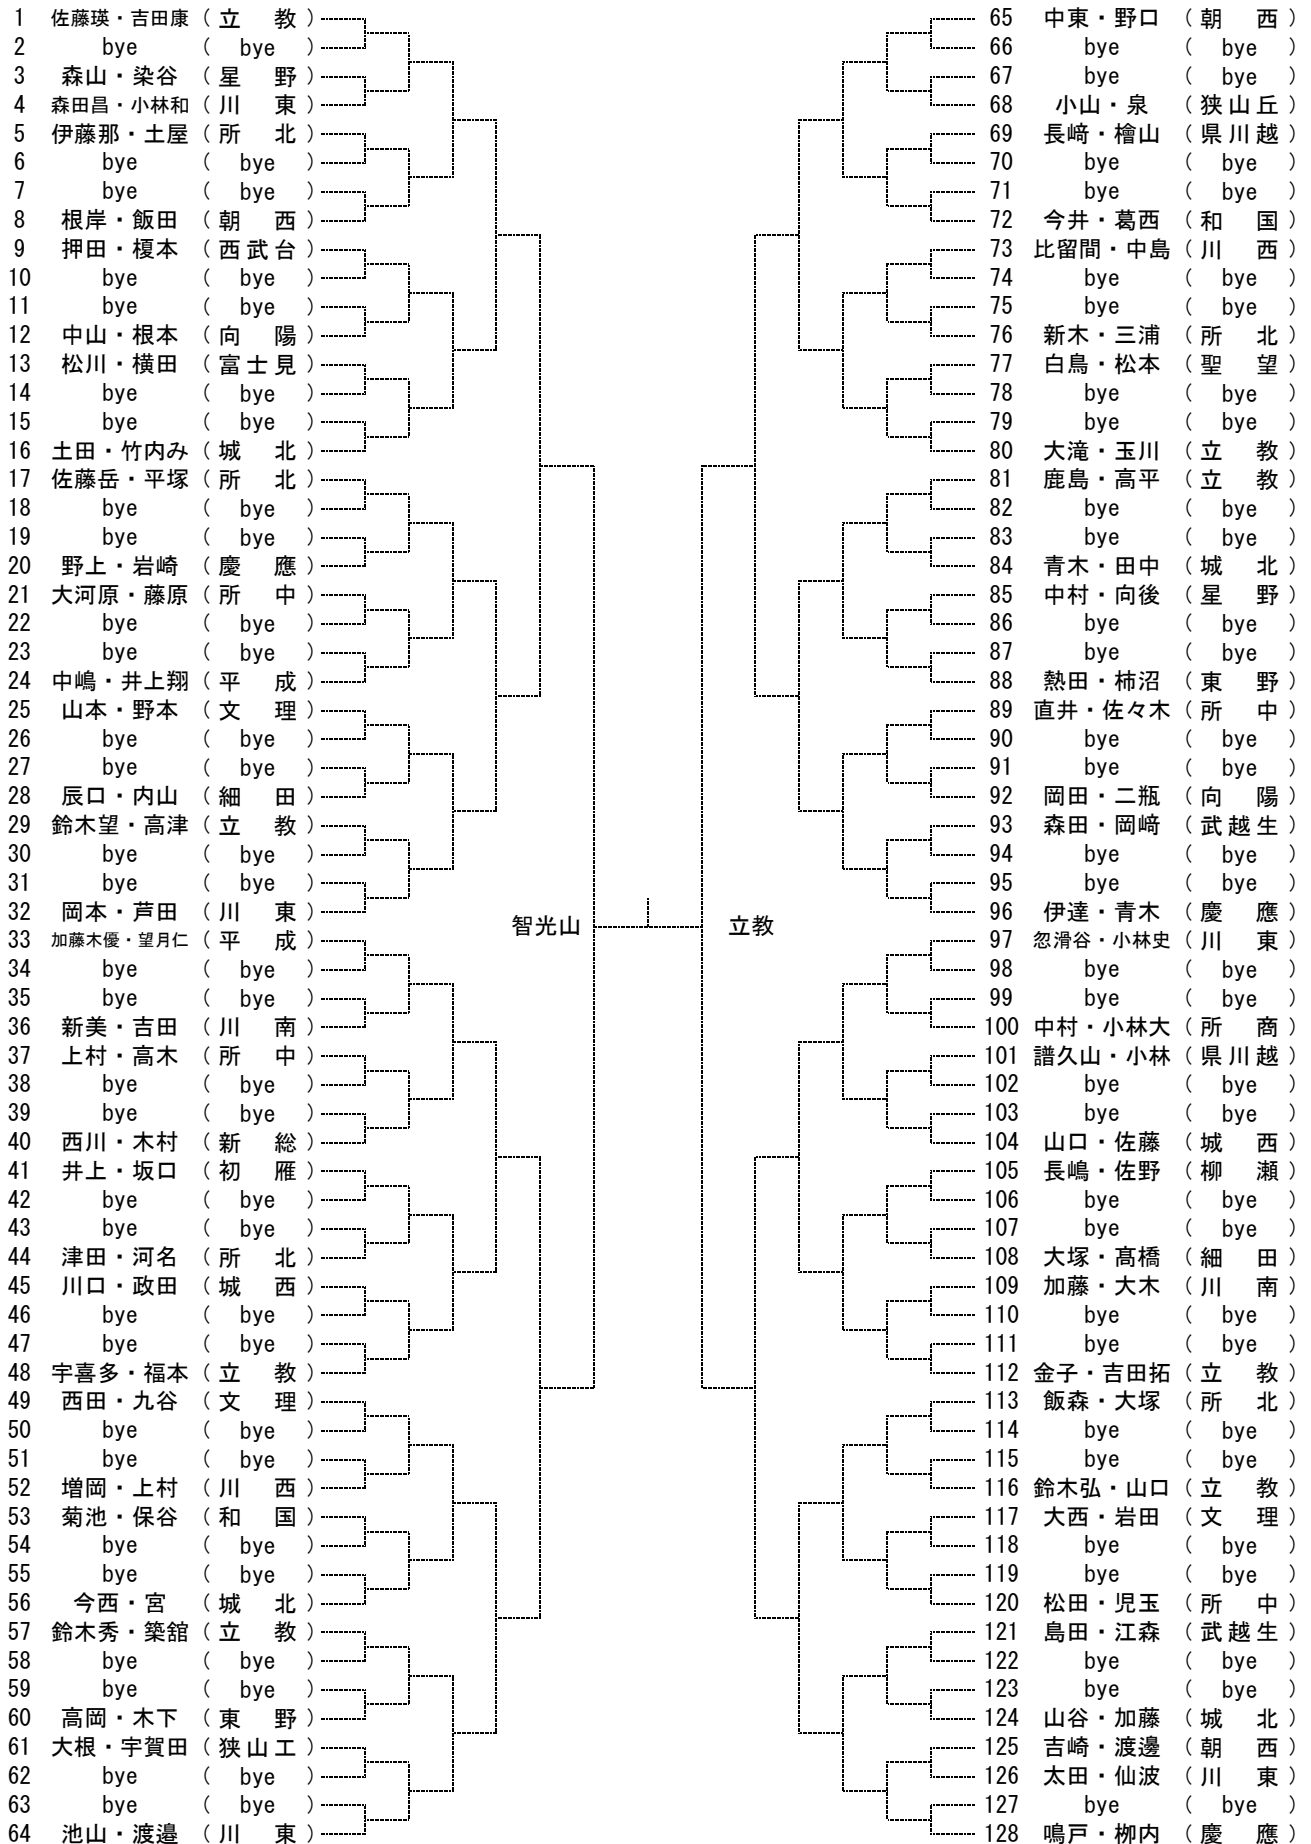 1 佐藤瑛・吉田康 ( 立 教 )
2 bye ( bye )
3 森山・染谷 ( 星 野 )
4 森田昌・小林和 ( 川 東 )
5 伊藤那・土屋 ( 所 北 )
6 bye ( bye )
7 bye ( bye )
8 根岸・飯田 ( 朝 西 )
9 押田・榎本 ( 西武台 )
10 bye ( bye )
11 bye ( bye )
12 中山・根本 ( 向 陽 )
13 松川・横田 ( 富士見 )
14 bye ( bye )
15 bye ( bye )
16 土田・竹内み ( 城 北 )
17 佐藤岳・平塚 ( 所 北 )
18 bye ( bye )
19 bye ( bye )
20 野上・岩崎 ( 慶 應 )
21 大河原・藤原 ( 所 中 )
22 bye ( bye )
23 bye ( bye )
24 中嶋・井上翔 ( 平 成 )
25 山本・野本 ( 文 理 )
26 bye ( bye )
27 bye ( bye )
28 辰口・内山 ( 細 田 )
29 鈴木望・高津 ( 立 教 )
30 bye ( bye )
31 bye ( bye )
32 岡本・芦田 ( 川 東 )
33 加藤木優・望月仁 ( 平 成 )
34 bye ( bye )
35 bye ( bye )
36 新美・吉田 ( 川 南 )
37 上村・高木 ( 所 中 )
38 bye ( bye )
39 bye ( bye )
40 西川・木村 ( 新 総 )
41 井上・坂口 ( 初 雁 )
42 bye ( bye )
43 bye ( bye )
44 津田・河名 ( 所 北 )
45 川口・政田 ( 城 西 )
46 bye ( bye )
47 bye ( bye )
48 宇喜多・福本 ( 立 教 )
49 西田・九谷 ( 文 理 )
50 bye ( bye )
51 bye ( bye )
52 増岡・上村 ( 川 西 )
53 菊池・保谷 ( 和 国 )
54 bye ( bye )
55 bye ( bye )
56 今西・宮 ( 城 北 )
57 鈴木秀・築舘 ( 立 教 )
58 bye ( bye )
59 bye ( bye )
60 高岡・木下 ( 東 野 )
61 大根・宇賀田 ( 狭山工 )
62 bye ( bye )
63 bye ( bye )
64 池山・渡邉 ( 川 東 )
智光山
立教
65 中東・野口 ( 朝 西 )
66 bye ( bye )
67 bye ( bye )
68 小山・泉 ( 狭山丘 )
69 長﨑・檜山 ( 県川越 )
70 bye ( bye )
71 bye ( bye )
72 今井・葛西 ( 和 国 )
73 比留間・中島 ( 川 西 )
74 bye ( bye )
75 bye ( bye )
76 新木・三浦 ( 所 北 )
77 白鳥・松本 ( 聖 望 )
78 bye ( bye )
79 bye ( bye )
80 大滝・玉川 ( 立 教 )
81 鹿島・高平 ( 立 教 )
82 bye ( bye )
83 bye ( bye )
84 青木・田中 ( 城 北 )
85 中村・向後 ( 星 野 )
86 bye ( bye )
87 bye ( bye )
88 熱田・柿沼 ( 東 野 )
89 直井・佐々木 ( 所 中 )
90 bye ( bye )
91 bye ( bye )
92 岡田・二瓶 ( 向 陽 )
93 森田・岡﨑 ( 武越生 )
94 bye ( bye )
95 bye ( bye )
96 伊達・青木 ( 慶 應 )
97 忽滑谷・小林史 ( 川 東 )
98 bye ( bye )
99 bye ( bye )
100 中村・小林大 ( 所 商 )
101 譜久山・小林 ( 県川越 )
102 bye ( bye )
103 bye ( bye )
104 山口・佐藤 ( 城 西 )
105 長嶋・佐野 ( 柳 瀬 )
106 bye ( bye )
107 bye ( bye )
108 大塚・髙橋 ( 細 田 )
109 加藤・大木 ( 川 南 )
110 bye ( bye )
111 bye ( bye )
112 金子・吉田拓 ( 立 教 )
113 飯森・大塚 ( 所 北 )
114 bye ( bye )
115 bye ( bye )
116 鈴木弘・山口 ( 立 教 )
117 大西・岩田 ( 文 理 )
118 bye ( bye )
119 bye ( bye )
120 松田・児玉 ( 所 中 )
121 島田・江森 ( 武越生 )
122 bye ( bye )
123 bye ( bye )
124 山谷・加藤 ( 城 北 )
125 吉崎・渡邊 ( 朝 西 )
126 太田・仙波 ( 川 東 )
127 bye ( bye )
128 鳴戸・栁内 ( 慶 應 )